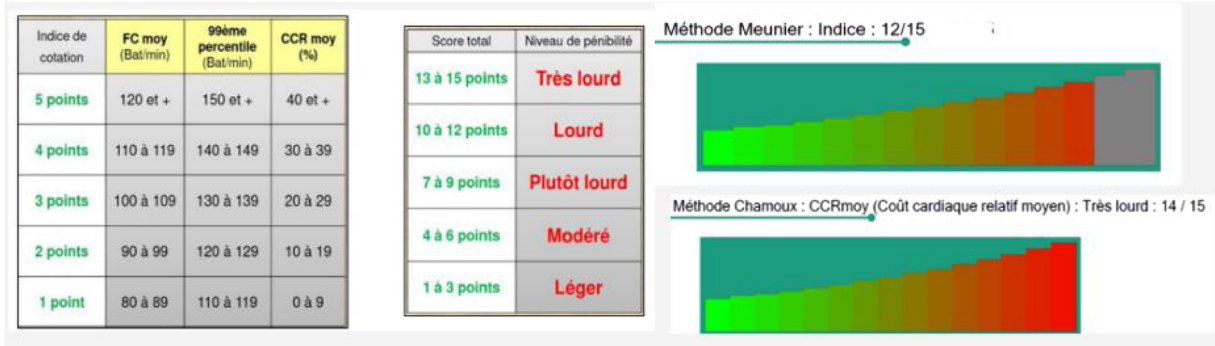 Indice de cotation | FC moy (Bat/min) | 99ème percentile (Bat/min) | CCR moy (%)
5 points | 120 et + | 150 et + | 40 et +
4 points | 110 à 119 | 140 à 149 | 30 à 39
3 points | 100 à 109 | 130 à 139 | 20 à 29
2 points | 90 à 99 | 120 à 129 | 10 à 19
1 point | 80 à 89 | 110 à 119 | 0 à 9
Score total | Niveau de pénibilité
13 à 15 points | Très lourd
10 à 12 points | Lourd
7 à 9 points | Plutôt lourd
4 à 6 points | Modéré
1 à 3 points | Léger
Méthode Meunier : Indice : 12/15
Méthode Chamoux : CCRmoy (Coût cardiaque relatif moyen) : Très lourd : 14 / 15